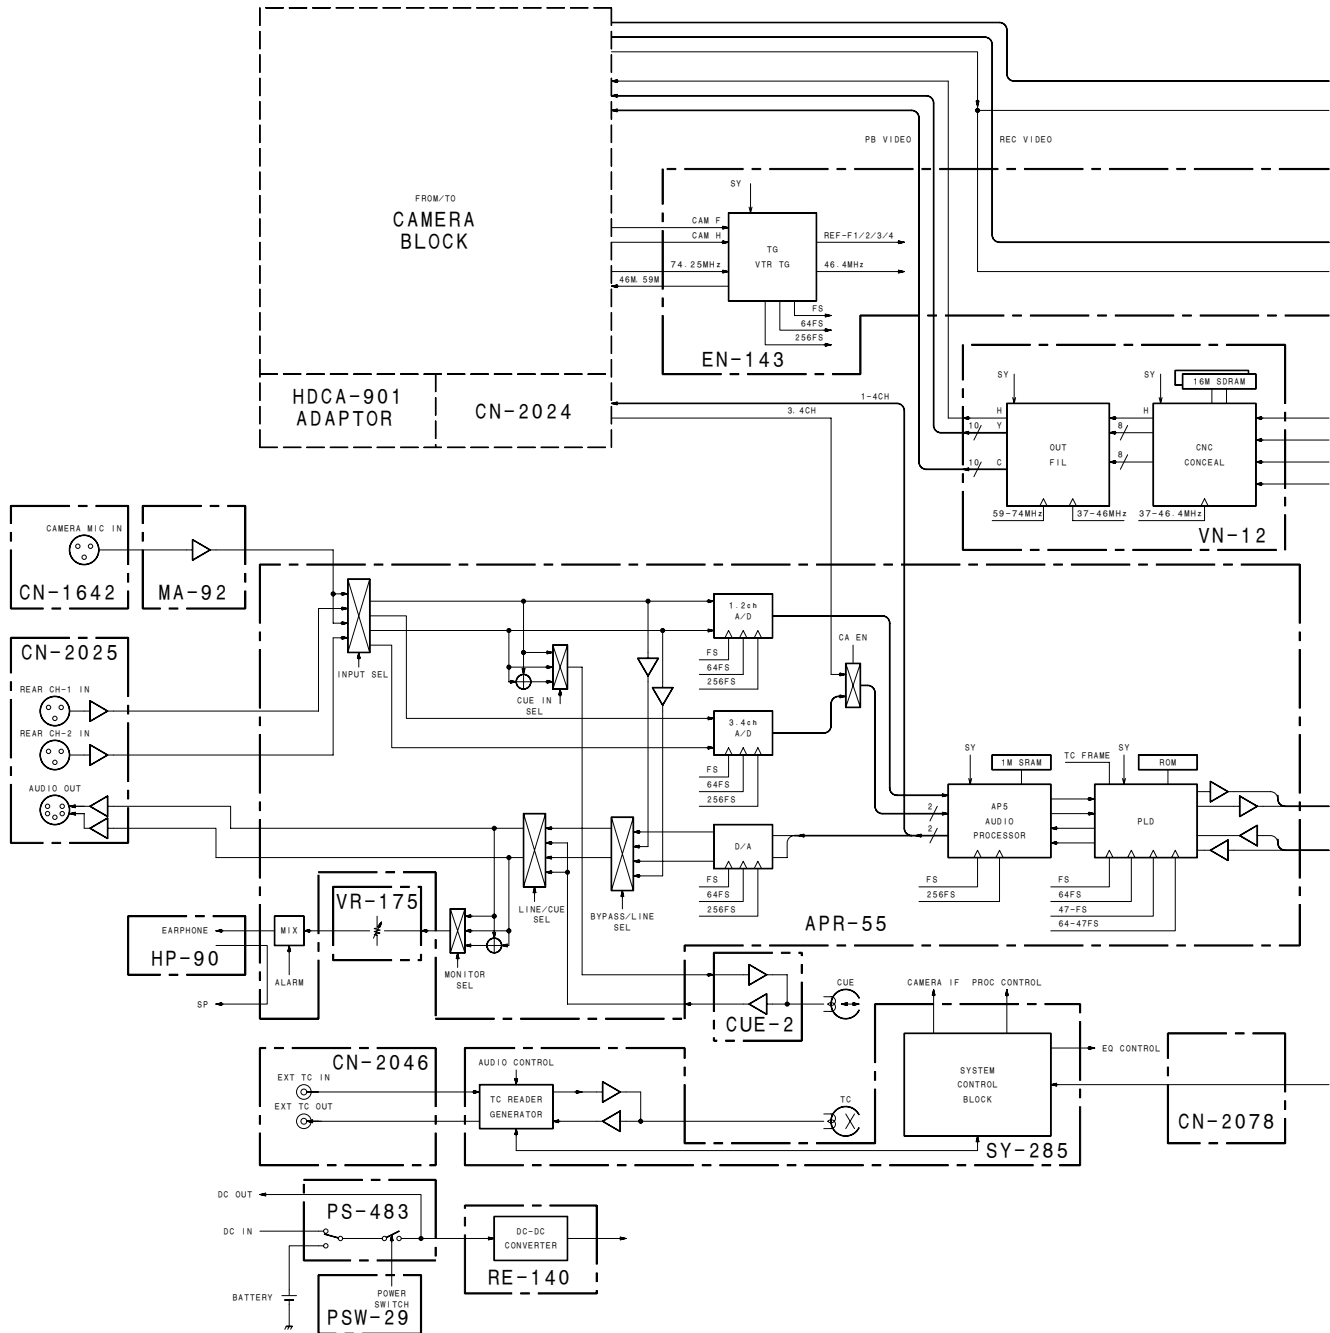 FROM/TO
CAMERA
BLOCK
HDCA-901
ADAPTOR
CN-2024
PB VIDEO
REC VIDEO
SY
CAM F
CAM H
74.25MHz
46M.59M
TG
VTR TG
REF-F1/2/3/4
46.4MHz
FS
64FS
256FS
EN-143
1-4CH
3.4CH
SY
SY
16M SDRAM
H
10
Y
10
C
OUT
FIL
H
8
8
CNC
CONCEAL
59-74MHz
37-46MHz
37-46.4MHz
VN-12
CAMERA MIC IN
CN-1642
MA-92
CN-2025
REAR CH-1 IN
REAR CH-2 IN
AUDIO OUT
INPUT SEL
CUE IN
SEL
1.2ch
A/D
FS
64FS
256FS
3.4ch
A/D
FS
64FS
256FS
CA EN
SY
1M SRAM
2
2
AP5
AUDIO
PROCESSOR
FS
256FS
TC FRAME
SY
ROM
PLD
FS
64FS
47-FS
64-47FS
D/A
FS
64FS
256FS
LINE/CUE
SEL
BYPASS/LINE
SEL
APR-55
VR-175
MIX
ALARM
MONITOR
SEL
EARPHONE
HP-90
SP
CUE-2
CUE
CAMERA IF
PROC CONTROL
SYSTEM
CONTROL
BLOCK
EQ CONTROL
SY-285
CN-2078
CN-2046
EXT TC IN
EXT TC OUT
AUDIO CONTROL
TC READER
GENERATOR
TC
DC OUT
DC IN
PS-483
BATTERY
POWER
SWITCH
PSW-29
DC-DC
CONVERTER
RE-140